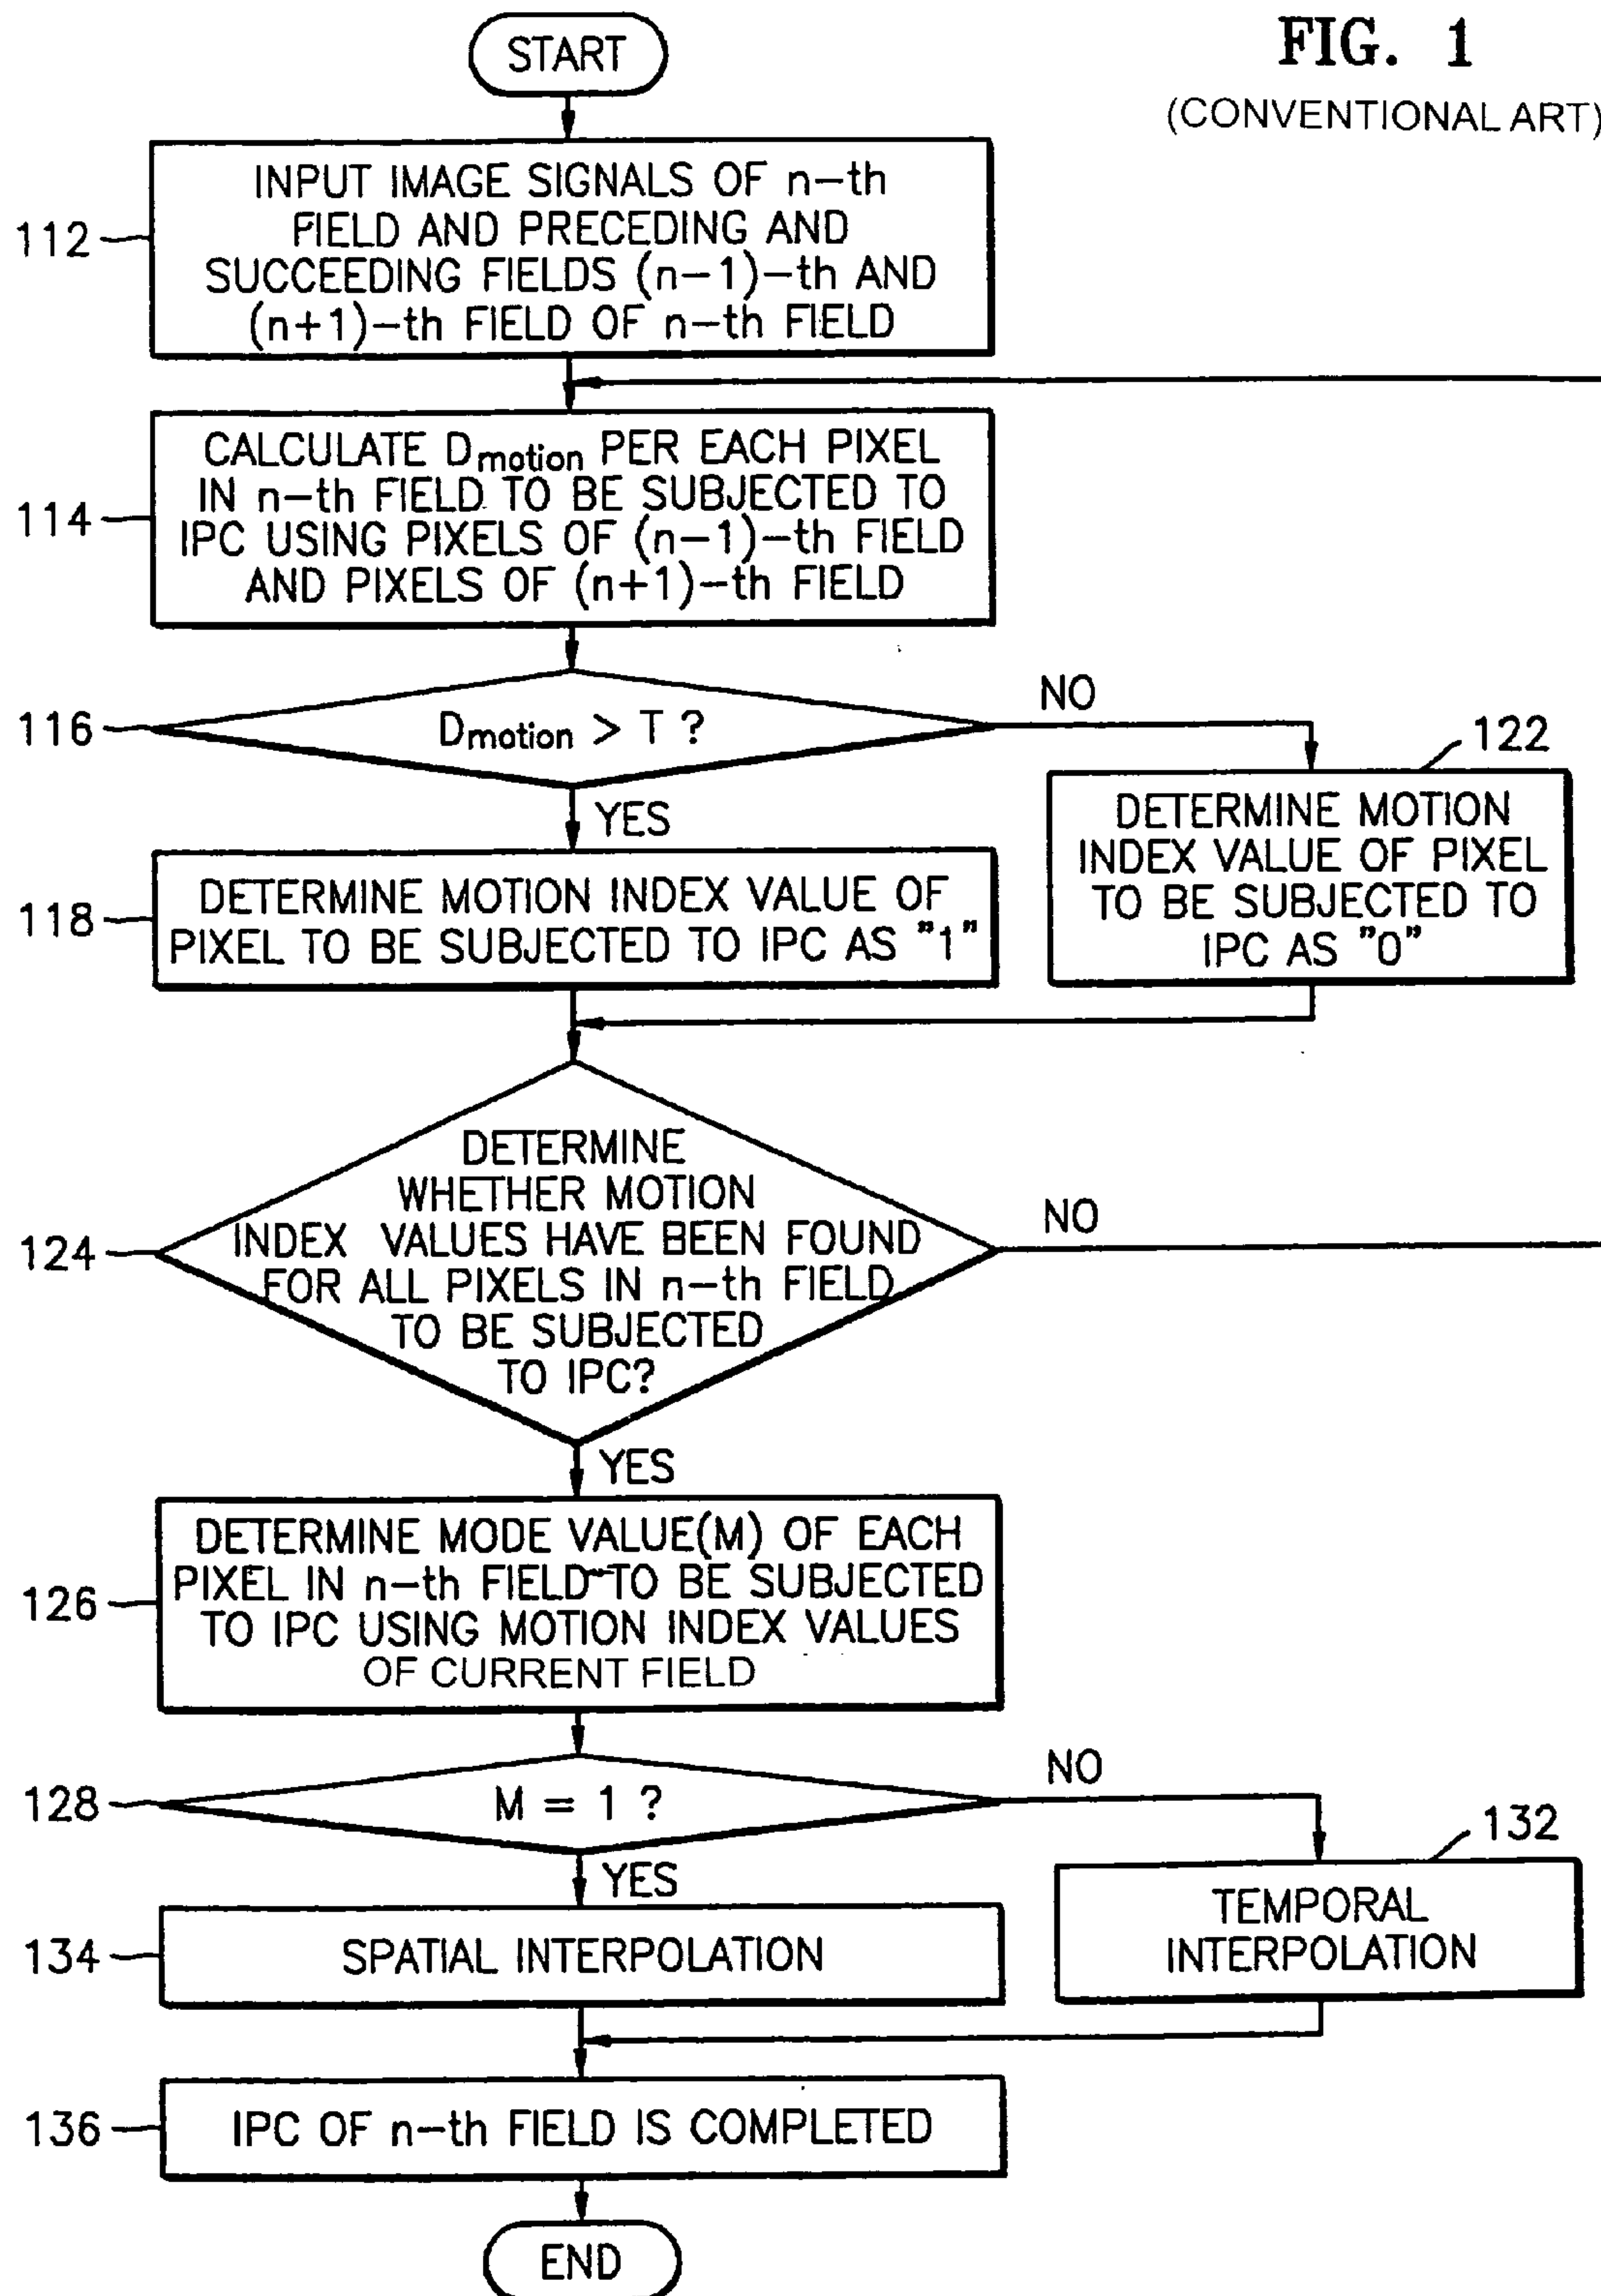 FIG. 1
(CONVENTIONAL ART)
START
112
INPUT IMAGE SIGNALS OF n-th
FIELD AND PRECEDING AND
SUCCEEDING FIELDS (n-1)-th AND
(n+1)-th FIELD OF n-th FIELD
114
CALCULATE Dmotion PER EACH PIXEL
IN n-th FIELD TO BE SUBJECTED TO
IPC USING PIXELS OF (n-1)-th FIELD
AND PIXELS OF (n+1)-th FIELD
116
Dmotion > T ?
NO
YES
122
DETERMINE MOTION
INDEX VALUE OF PIXEL
TO BE SUBJECTED TO
IPC AS "0"
118
DETERMINE MOTION INDEX VALUE OF
PIXEL TO BE SUBJECTED TO IPC AS "1"
124
DETERMINE
WHETHER MOTION
INDEX VALUES HAVE BEEN FOUND
FOR ALL PIXELS IN n-th FIELD
TO BE SUBJECTED
TO IPC?
NO
YES
126
DETERMINE MODE VALUE(M) OF EACH
PIXEL IN n-th FIELD TO BE SUBJECTED
TO IPC USING MOTION INDEX VALUES
OF CURRENT FIELD
128
M = 1 ?
NO
YES
132
TEMPORAL
INTERPOLATION
134
SPATIAL INTERPOLATION
136
IPC OF n-th FIELD IS COMPLETED
END